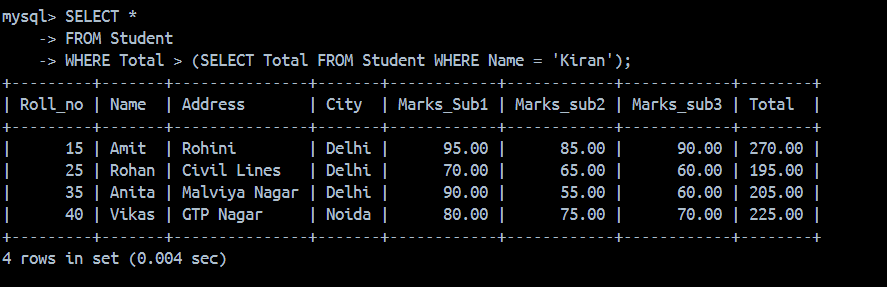 mysql> SELECT *
    -> FROM Student
    -> WHERE Total > (SELECT Total FROM Student WHERE Name = 'Kiran');
+---------+-------+---------------+-------+------------+------------+------------+--------+
| Roll_no | Name  | Address       | City  | Marks_Sub1 | Marks_sub2 | Marks_sub3 | Total  |
+---------+-------+---------------+-------+------------+------------+------------+--------+
|      15 | Amit  | Rohini        | Delhi |      95.00 |      85.00 |      90.00 | 270.00 |
|      25 | Rohan | Civil Lines   | Delhi |      70.00 |      65.00 |      60.00 | 195.00 |
|      35 | Anita | Malviya Nagar | Delhi |      90.00 |      55.00 |      60.00 | 205.00 |
|      40 | Vikas | GTP Nagar     | Noida |      80.00 |      75.00 |      70.00 | 225.00 |
+---------+-------+---------------+-------+------------+------------+------------+--------+
4 rows in set (0.004 sec)